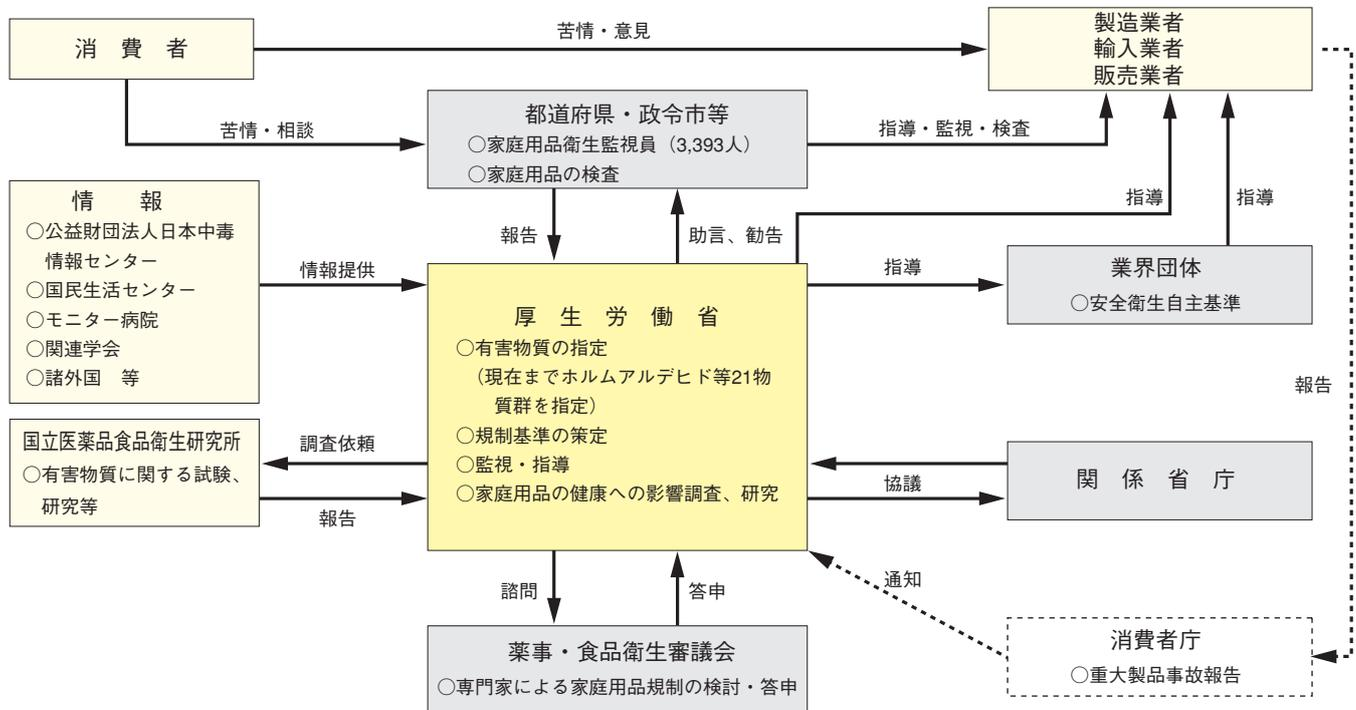 消　費　者
苦情・意見
製造業者
輸入業者
販売業者
苦情・相談
都道府県・政令市等
○家庭用品衛生監視員（3,393人）
○家庭用品の検査
指導・監視・検査
情　　報
○公益財団法人日本中毒
情報センター
○国民生活センター
○モニター病院
○関連学会
○諸外国　等
情報提供
報告
助言、勧告
指導
指導
指導
業界団体
○安全衛生自主基準
厚　生　労　働　省
○有害物質の指定
（現在までホルムアルデヒド等21物
質群を指定）
○規制基準の策定
○監視・指導
○家庭用品の健康への影響調査、研究
報告
国立医薬品食品衛生研究所
○有害物質に関する試験、
研究等
調査依頼
報告
協議
関　係　省　庁
諮問
答申
通知
薬事・食品衛生審議会
○専門家による家庭用品規制の検討・答申
消費者庁
○重大製品事故報告